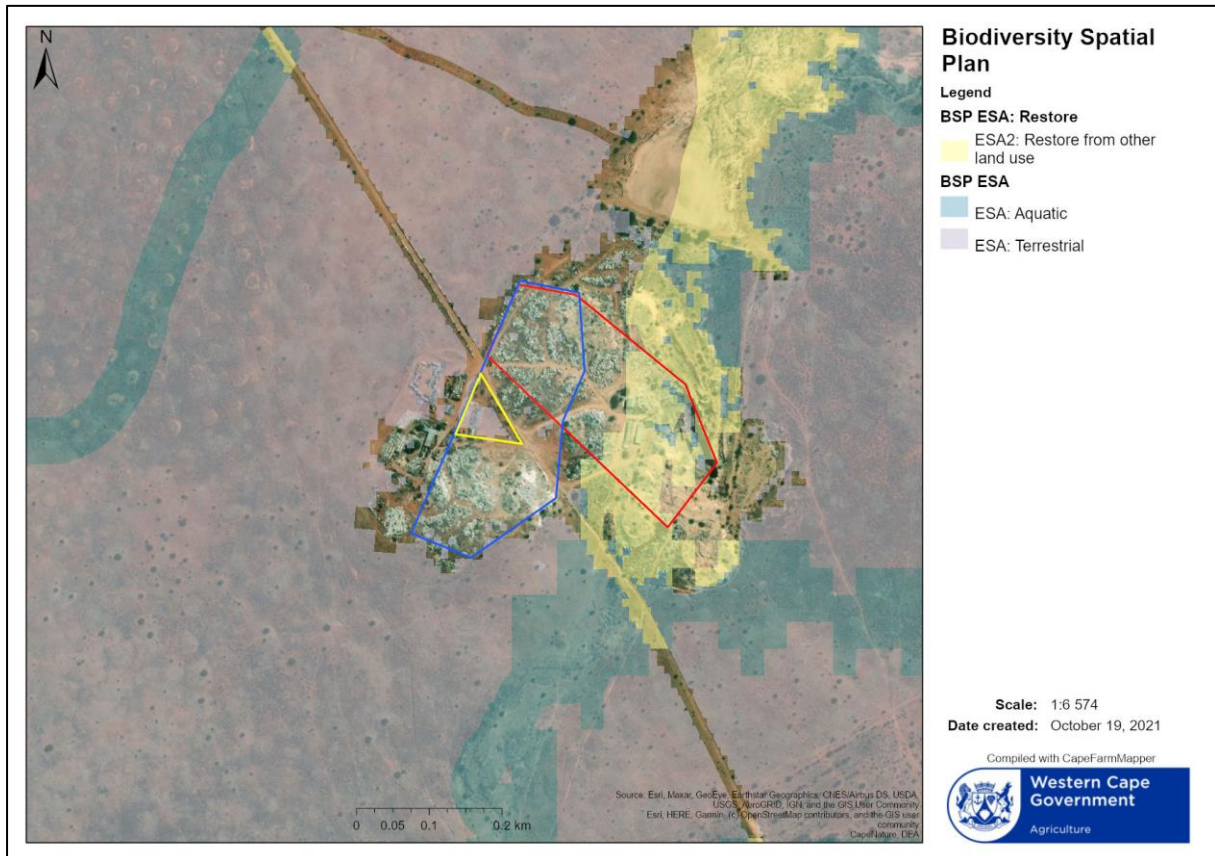 N
Biodiversity Spatial
Plan
Legend
BSP ESA: Restore
ESA2: Restore from other
land use
BSP ESA
ESA: Aquatic
ESA: Terrestrial
Scale: 1:6 574
Date created: October 19, 2021
Compiled with CapeFarmMapper
Western Cape
Government
Agriculture
0 0.05 0.1 0.2 km
Source: Esri, Maxar, GeoEye, Earthstar Geographics, CNES/Airbus DS, USDA,
USGS, AeroGRID, IGN, and the GIS User Community
Esri, HERE, Garmin, (c) OpenStreetMap contributors, and the GIS user
community
CapeNature, DEA